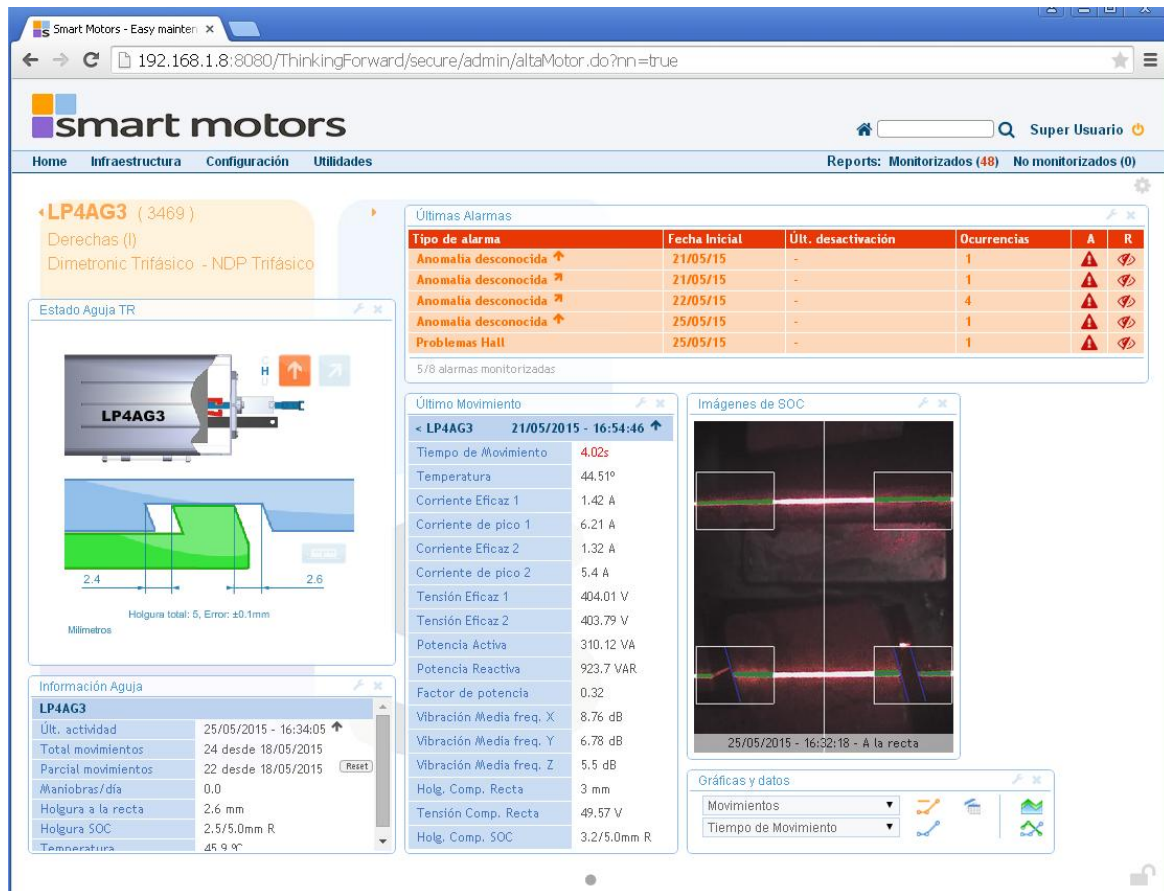 Smart Motors - Easy mainten
192.168.1.8:8080/ThinkingForward/secure/admin/altaMotor.do?nn=true
smart motors
Super Usuario
Home Infraestructura Configuración Utilidades
Reports: Monitorizados (48) No monitorizados (0)
LP4AG3 ( 3469 )
Derechas (I)
Dimetronic Trifásico - NDP Trifásico
Estado Aguja TR
H
LP4AG3
2.4
2.6
Holgura total: 5, Error: ±0.1mm
Milímetros
Información Aguja
LP4AG3
Últ. actividad 25/05/2015 - 16:34:05
Total movimientos 24 desde 18/05/2015
Parcial movimientos 22 desde 18/05/2015 Reset
Maniobras/día 0.0
Holgura a la recta 2.6 mm
Holgura SOC 2.5/5.0mm R
Temperatura 45.9 ºC
Últimas Alarmas
Tipo de alarma Fecha Inicial Últ. desactivación Ocurrencias A R
Anomalia desconocida 21/05/15 - 1
Anomalia desconocida 21/05/15 - 1
Anomalia desconocida 22/05/15 - 4
Anomalia desconocida 25/05/15 - 1
Problemas Hall 25/05/15 - 1
5/8 alarmas monitorizadas
Último Movimiento
< LP4AG3 21/05/2015 - 16:54:46
Tiempo de Movimiento 4.02s
Temperatura 44.51º
Corriente Eficaz 1 1.42 A
Corriente de pico 1 6.21 A
Corriente Eficaz 2 1.32 A
Corriente de pico 2 5.4 A
Tensión Eficaz 1 404.01 V
Tensión Eficaz 2 403.79 V
Potencia Activa 310.12 VA
Potencia Reactiva 923.7 VAR
Factor de potencia 0.32
Vibración Media freq. X 8.76 dB
Vibración Media freq. Y 6.78 dB
Vibración Media freq. Z 5.5 dB
Holg. Comp. Recta 3 mm
Tensión Comp. Recta 49.57 V
Holg. Comp. SOC 3.2/5.0mm R
Imágenes de SOC
25/05/2015 - 16:32:18 - A la recta
Gráficas y datos
Movimientos
Tiempo de Movimiento